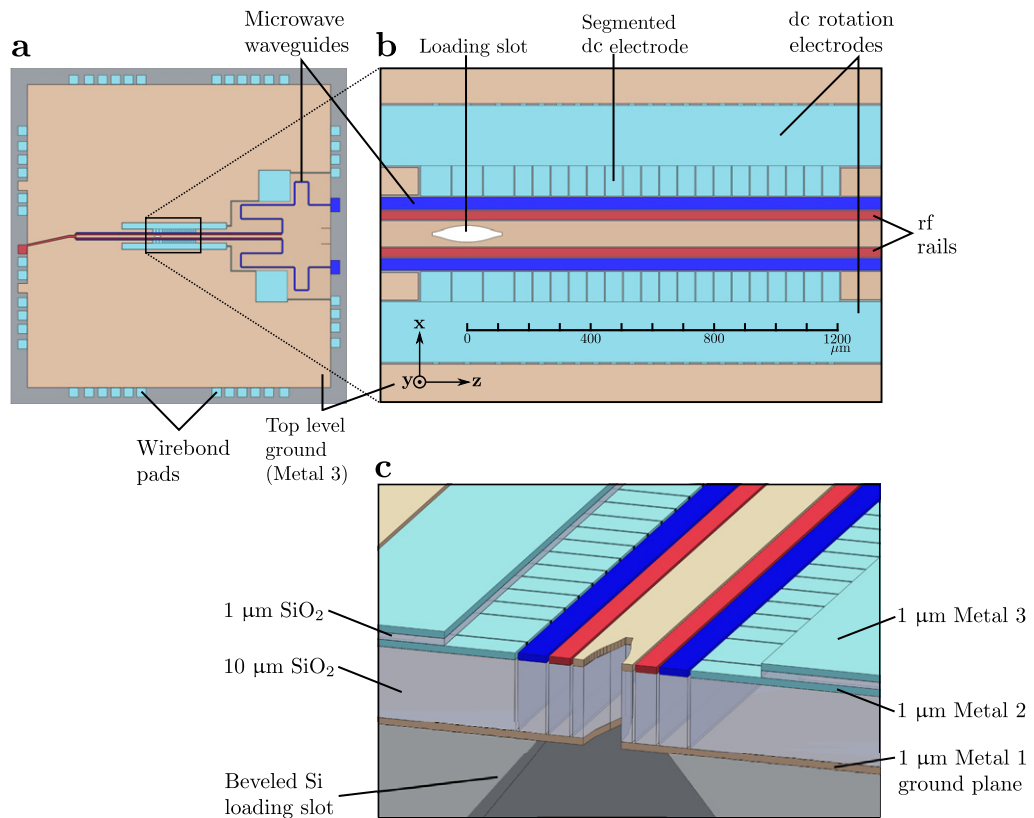 a
Microwave
waveguides
Wirebond
pads
Top level
ground
(Metal 3)
b
Loading slot
Segmented
dc electrode
dc rotation
electrodes
rf
rails
x
y
z
0
400
800
1200
μm
c
1 μm SiO₂
10 μm SiO₂
Beveled Si
loading slot
1 μm Metal 3
1 μm Metal 2
1 μm Metal 1
ground plane